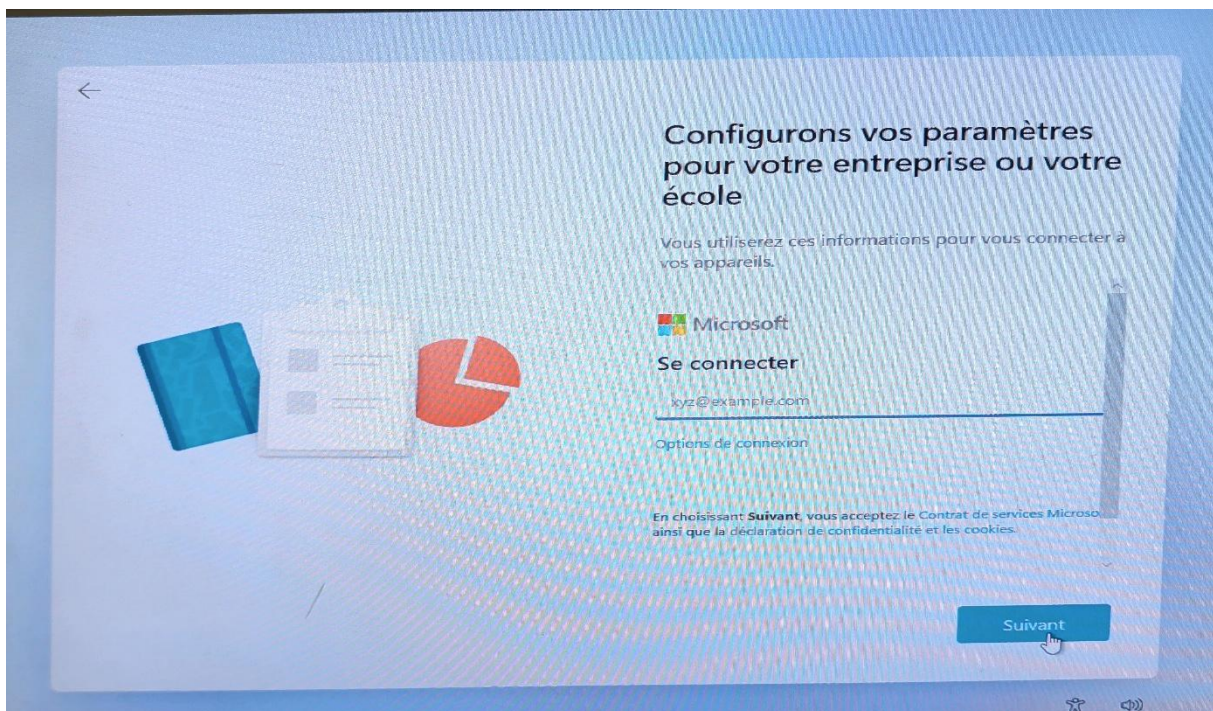 Configurons vos paramètres
pour votre entreprise ou votre
école
Vous utiliserez ces informations pour vous connecter à
vos appareils.
Microsoft
Se connecter
xyz@example.com
Options de connexion
En choisissant Suivant, vous acceptez le Contrat de services Microso
ainsi que la déclaration de confidentialité et les cookies.
Suivant